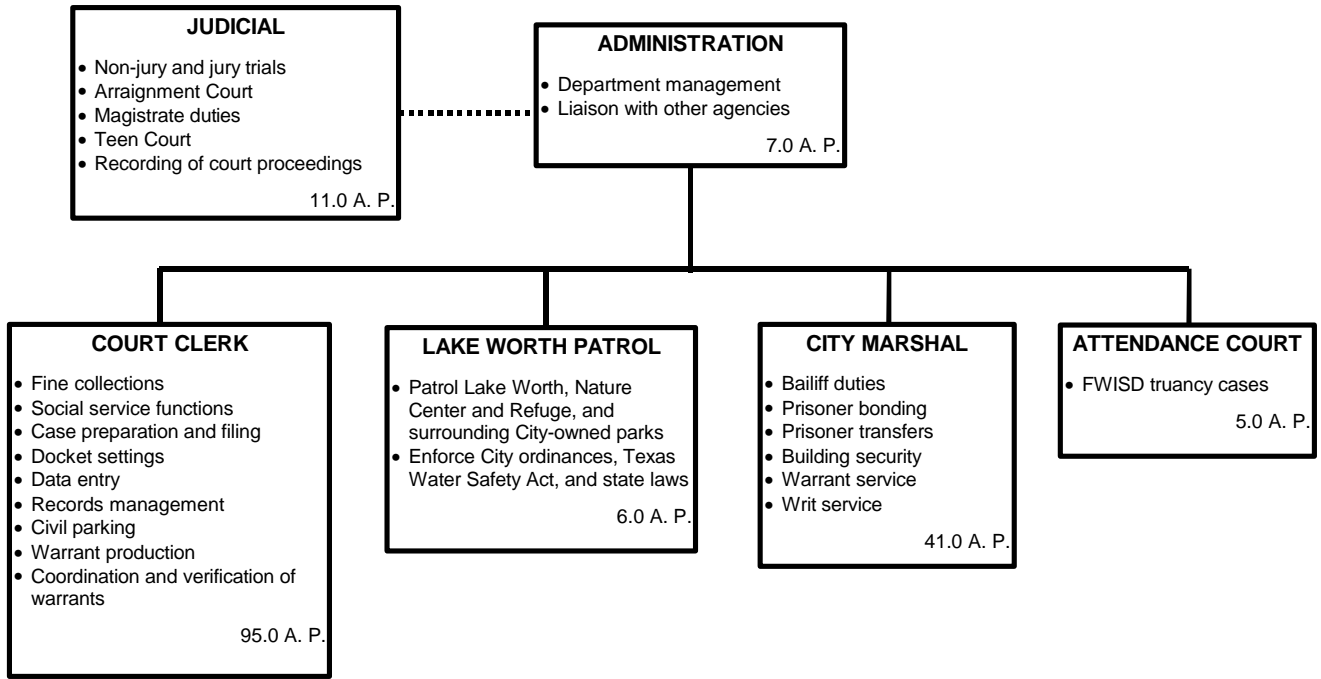 JUDICIAL
• Non-jury and jury trials
• Arraignment Court
• Magistrate duties
• Teen Court
• Recording of court proceedings
11.0 A. P.
ADMINISTRATION
• Department management
• Liaison with other agencies
7.0 A. P.
COURT CLERK
• Fine collections
• Social service functions
• Case preparation and filing
• Docket settings
• Data entry
• Records management
• Civil parking
• Warrant production
• Coordination and verification of
warrants
95.0 A. P.
LAKE WORTH PATROL
• Patrol Lake Worth, Nature
Center and Refuge, and
surrounding City-owned parks
• Enforce City ordinances, Texas
Water Safety Act, and state laws
6.0 A. P.
CITY MARSHAL
• Bailiff duties
• Prisoner bonding
• Prisoner transfers
• Building security
• Warrant service
• Writ service
41.0 A. P.
ATTENDANCE COURT
• FWISD truancy cases
5.0 A. P.